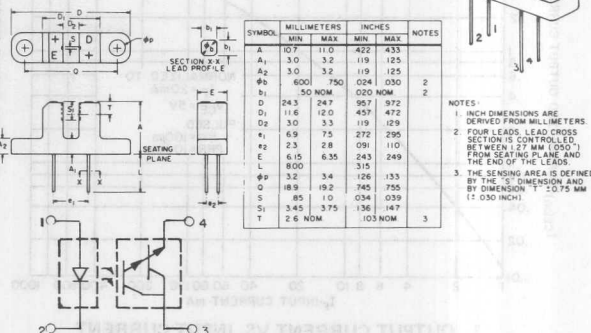 D
D1
D2
+ S D
E +
φp
Q
b1
φb
b1
SECTION X-X
LEAD PROFILE
S1
T
A
A2
SEATING
PLANE
A1
L
X X
e1
E
e2
1 4
2 3
SYMBOL MILLIMETERS INCHES NOTES
MIN MAX MIN MAX
A 10.7 11.0 .422 .433
A1 3.0 3.2 .119 .125
A2 3.0 3.2 .119 .125
φb .600 .750 .024 .030 2
b1 .50 NOM. .020 NOM. 2
D 24.3 24.7 .957 .972
D1 11.6 12.0 .457 .472
D2 3.0 3.3 .119 .129
e1 6.9 7.5 .272 .295
e2 2.3 2.8 .091 .110
E 6.15 6.35 .243 .249
L 8.00 .315
φp 3.2 3.4 .126 .133
Q 18.9 19.2 .745 .755
S .85 1.0 .034 .039
S1 3.45 3.75 .136 .147
T 2.6 NOM. .103 NOM. 3
2 1
3 4
NOTES:
1. INCH DIMENSIONS ARE
DERIVED FROM MILLIMETERS.
2. FOUR LEADS. LEAD CROSS
SECTION IS CONTROLLED
BETWEEN 1.27 MM (.050")
FROM SEATING PLANE AND
THE END OF THE LEADS.
3. THE SENSING AREA IS DEFINED
BY THE "S" DIMENSION AND
BY DIMENSION "T" ±0.75 MM
(± .030 INCH).